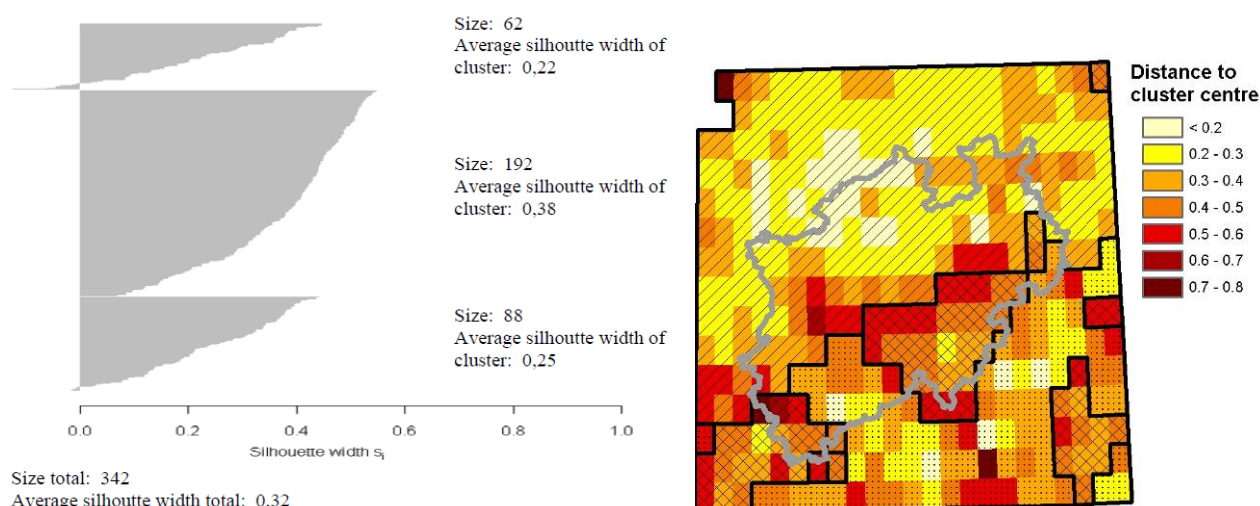 Size: 62
Average silhoutte width of
cluster: 0,22
Size: 192
Average silhoutte width of
cluster: 0,38
Size: 88
Average silhoutte width of
cluster: 0,25
0.0 0.2 0.4 0.6 0.8 1.0
Silhouette width si
Size total: 342
Average silhoutte width total: 0,32
Distance to
cluster centre
< 0.2
0.2 - 0.3
0.3 - 0.4
0.4 - 0.5
0.5 - 0.6
0.6 - 0.7
0.7 - 0.8